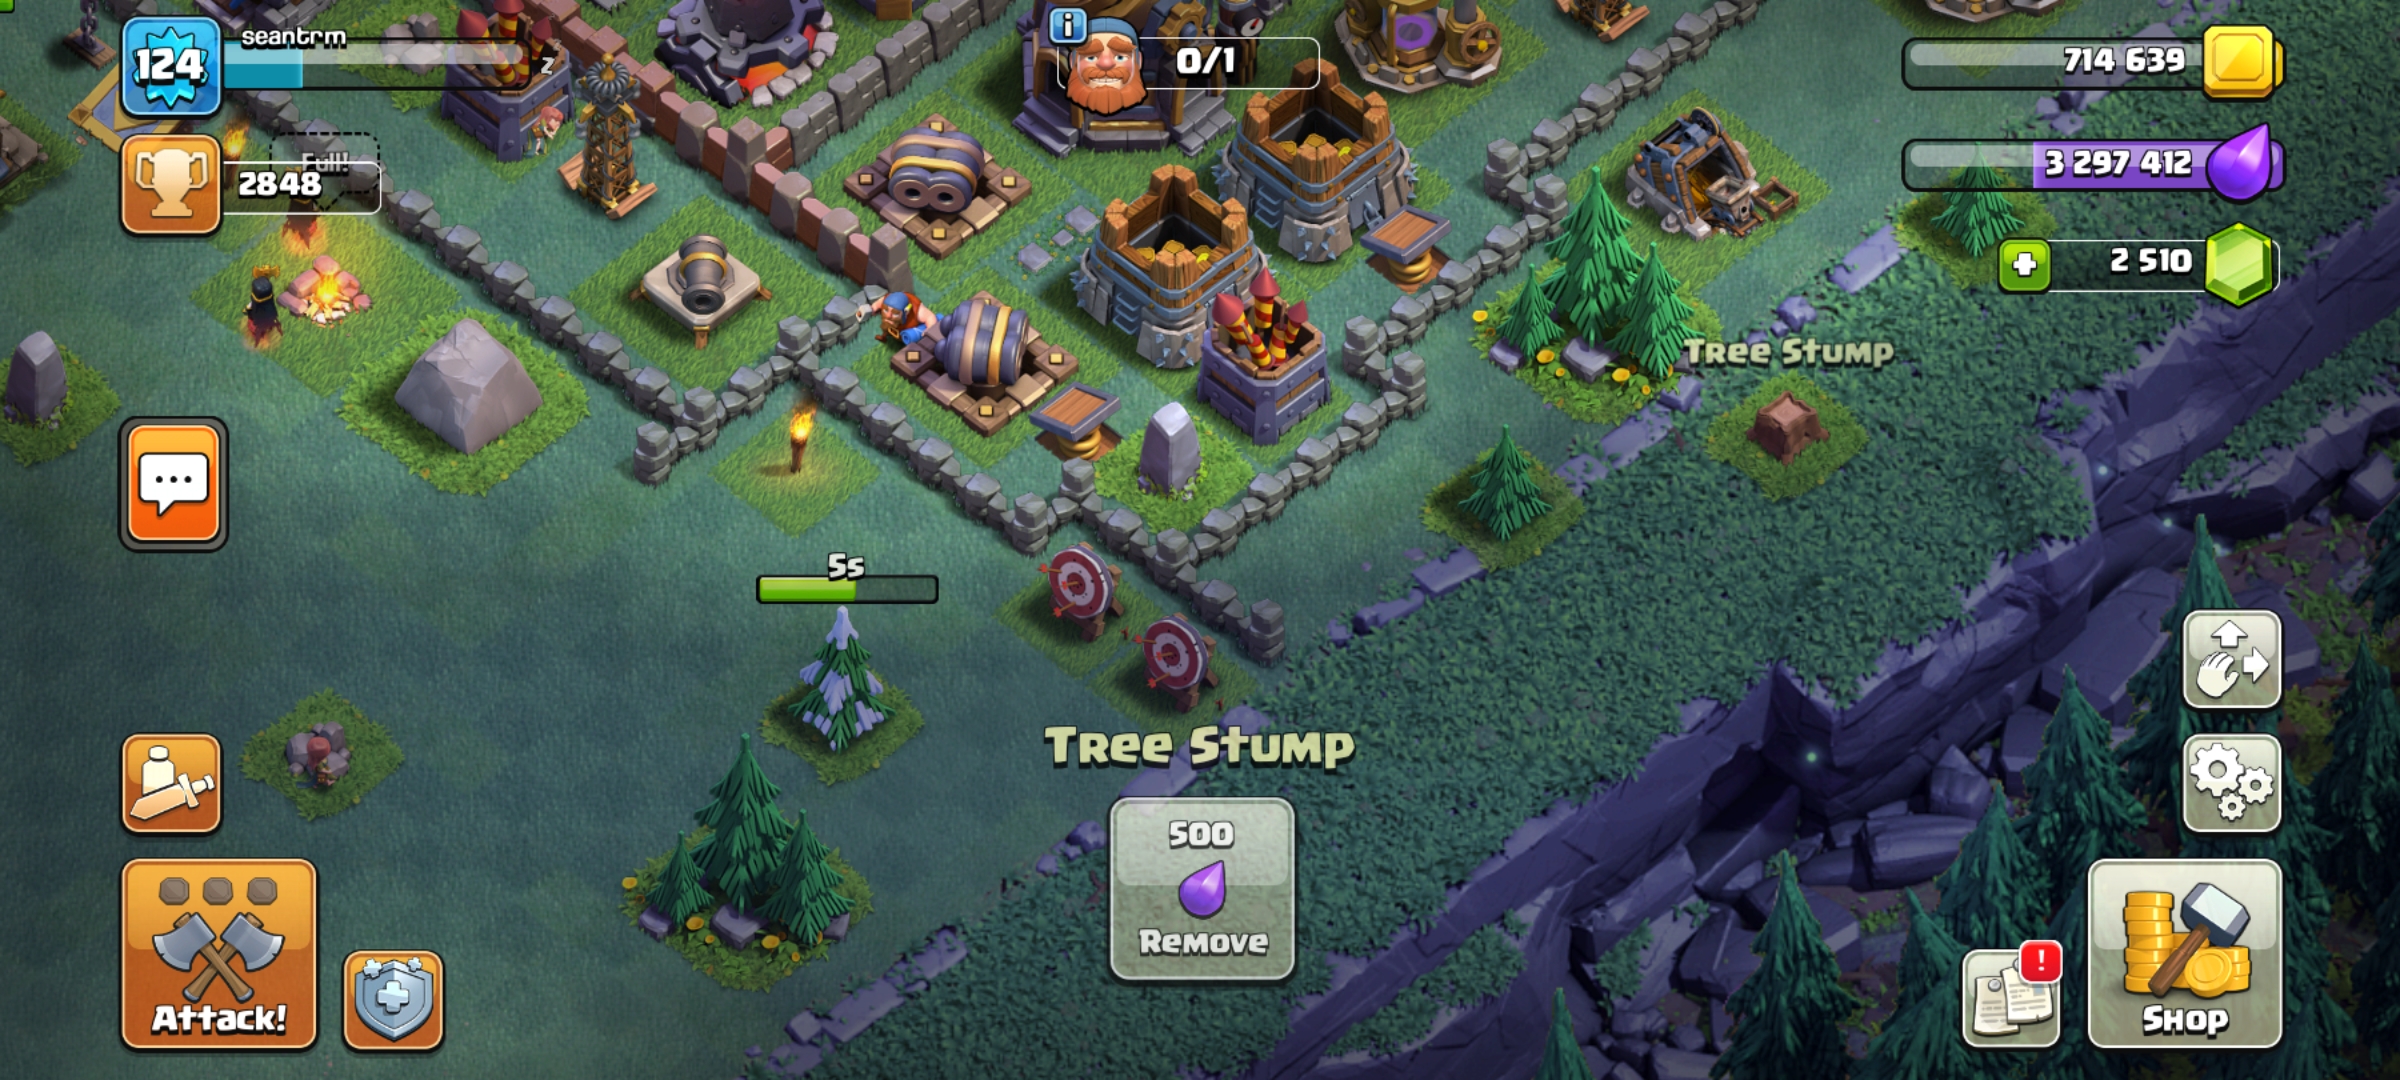 124
seantrm
z
0/1
714 639
Full!
2848
3 297 412
2 510
Tree Stump
5s
Tree Stump
500
Remove
Attack!
!
Shop